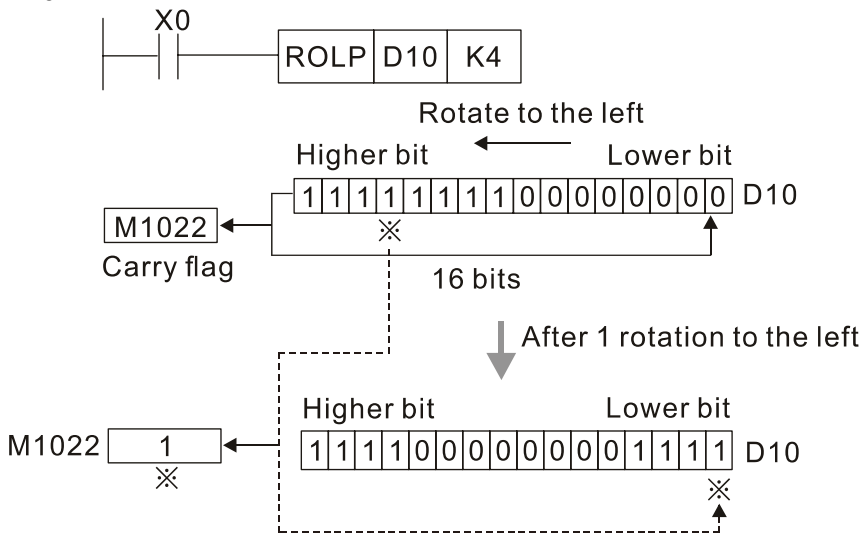 X0
ROLP D10 K4
Rotate to the left
Higher bit Lower bit
1 1 1 1 1 1 1 1 0 0 0 0 0 0 0 0 D10
M1022
※
Carry flag
16 bits
After 1 rotation to the left
Higher bit Lower bit
M1022 1
1 1 1 1 0 0 0 0 0 0 0 0 1 1 1 1 D10
※ ※